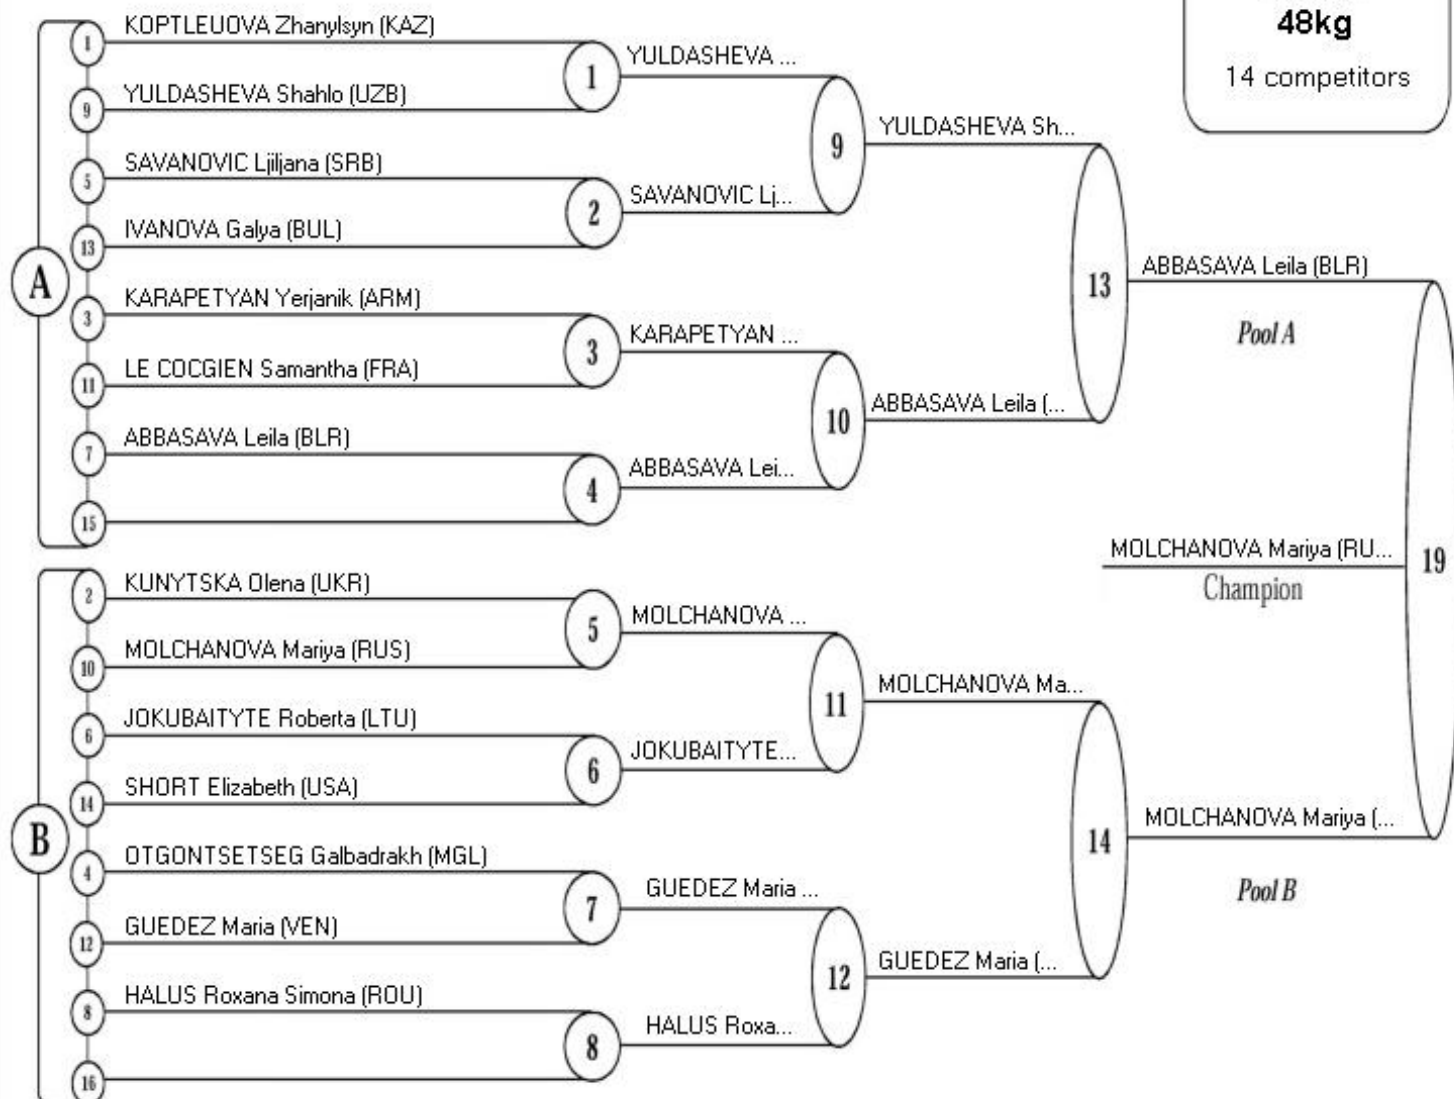 48kg
14 competitors
A
1 KOPTLEUOVA Zhanylsyn (KAZ)
9 YULDASHEVA Shahlo (UZB)
1
YULDASHEVA ...
5 SAVANOVIC Ljiljana (SRB)
13 IVANOVA Galya (BUL)
2
SAVANOVIC Lj...
9
YULDASHEVA Sh...
3 KARAPETYAN Yerjanik (ARM)
11 LE COCGIEN Samantha (FRA)
3
KARAPETYAN ...
7 ABBASAVA Leila (BLR)
15
4
ABBASAVA Lei...
10
ABBASAVA Leila (...
13
ABBASAVA Leila (BLR)
Pool A
B
2 KUNYTSKA Olena (UKR)
10 MOLCHANOVA Mariya (RUS)
5
MOLCHANOVA ...
6 JOKUBAITYTE Roberta (LTU)
14 SHORT Elizabeth (USA)
6
JOKUBAITYTE...
11
MOLCHANOVA Ma...
4 OTGONTSETSEG Galbadrakh (MGL)
12 GUEDEZ Maria (VEN)
7
GUEDEZ Maria ...
8 HALUS Roxana Simona (ROU)
16
8
HALUS Roxa...
12
GUEDEZ Maria (...
14
MOLCHANOVA Mariya (...
Pool B
19
MOLCHANOVA Mariya (RU...
Champion